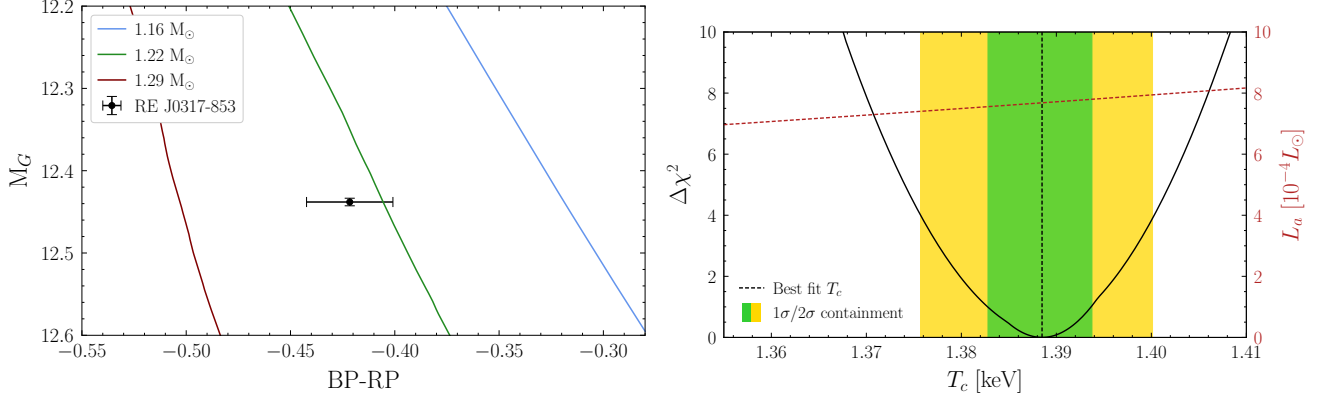 12.2
12.3
12.4
12.5
12.6
M_G
1.16 M_⊙
1.22 M_⊙
1.29 M_⊙
RE J0317-853
−0.55
−0.50
−0.45
−0.40
−0.35
−0.30
BP-RP
10
8
6
4
2
0
Δχ²
Best fit T_c
1σ/2σ containment
1.36
1.37
1.38
1.39
1.40
1.41
T_c [keV]
10
8
6
4
2
0
L_a [10⁻⁴L_⊙]